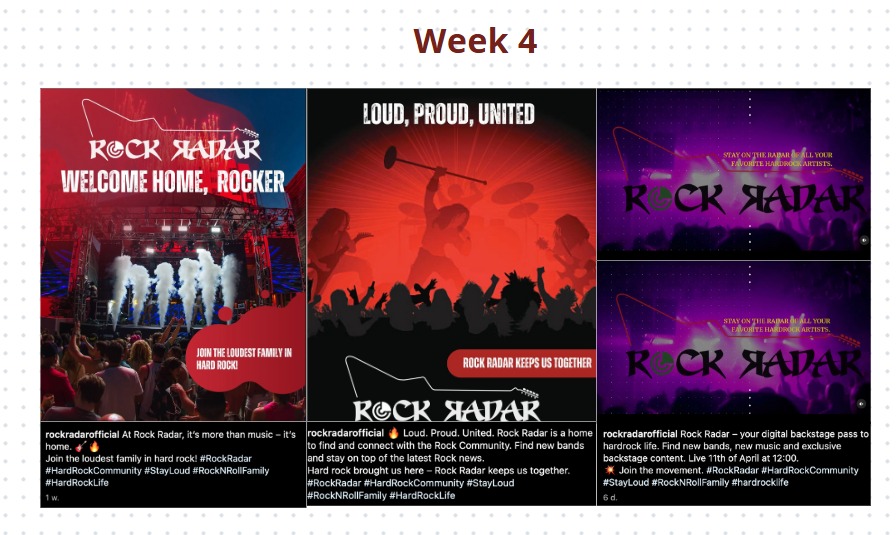 Week 4
ROCK RADAR
WELCOME HOME, ROCKER
JOIN THE LOUDEST FAMILY IN
HARD ROCK!
rockradarofficial At Rock Radar, it's more than music – it's
home. 🎸🔥
Join the loudest family in hard rock! #RockRadar
#HardRockCommunity #StayLoud #RockNRollFamily
#HardRockLife
1 w.
LOUD, PROUD, UNITED
ROCK RADAR KEEPS US TOGETHER
ROCK RADAR
rockradarofficial 🔥 Loud. Proud. United. Rock Radar is a home
to find and connect with the Rock Community. Find new bands
and stay on top of the latest Rock news.
Hard rock brought us here – Rock Radar keeps us together.
#RockRadar #HardRockCommunity #StayLoud
#RockNRollFamily #HardRockLife
STAY ON THE RADAR OF ALL YOUR
FAVORITE HARDROCK ARTISTS.
ROCK RADAR
STAY ON THE RADAR OF ALL YOUR
FAVORITE HARDROCK ARTISTS.
ROCK RADAR
rockradarofficial Rock Radar – your digital backstage pass to
hardrock life. Find new bands, new music and exclusive
backstage content. Live 11th of April at 12:00.
💥 Join the movement. #RockRadar #HardRockCommunity
#StayLoud #RockNRollFamily #hardrocklife
6 d.